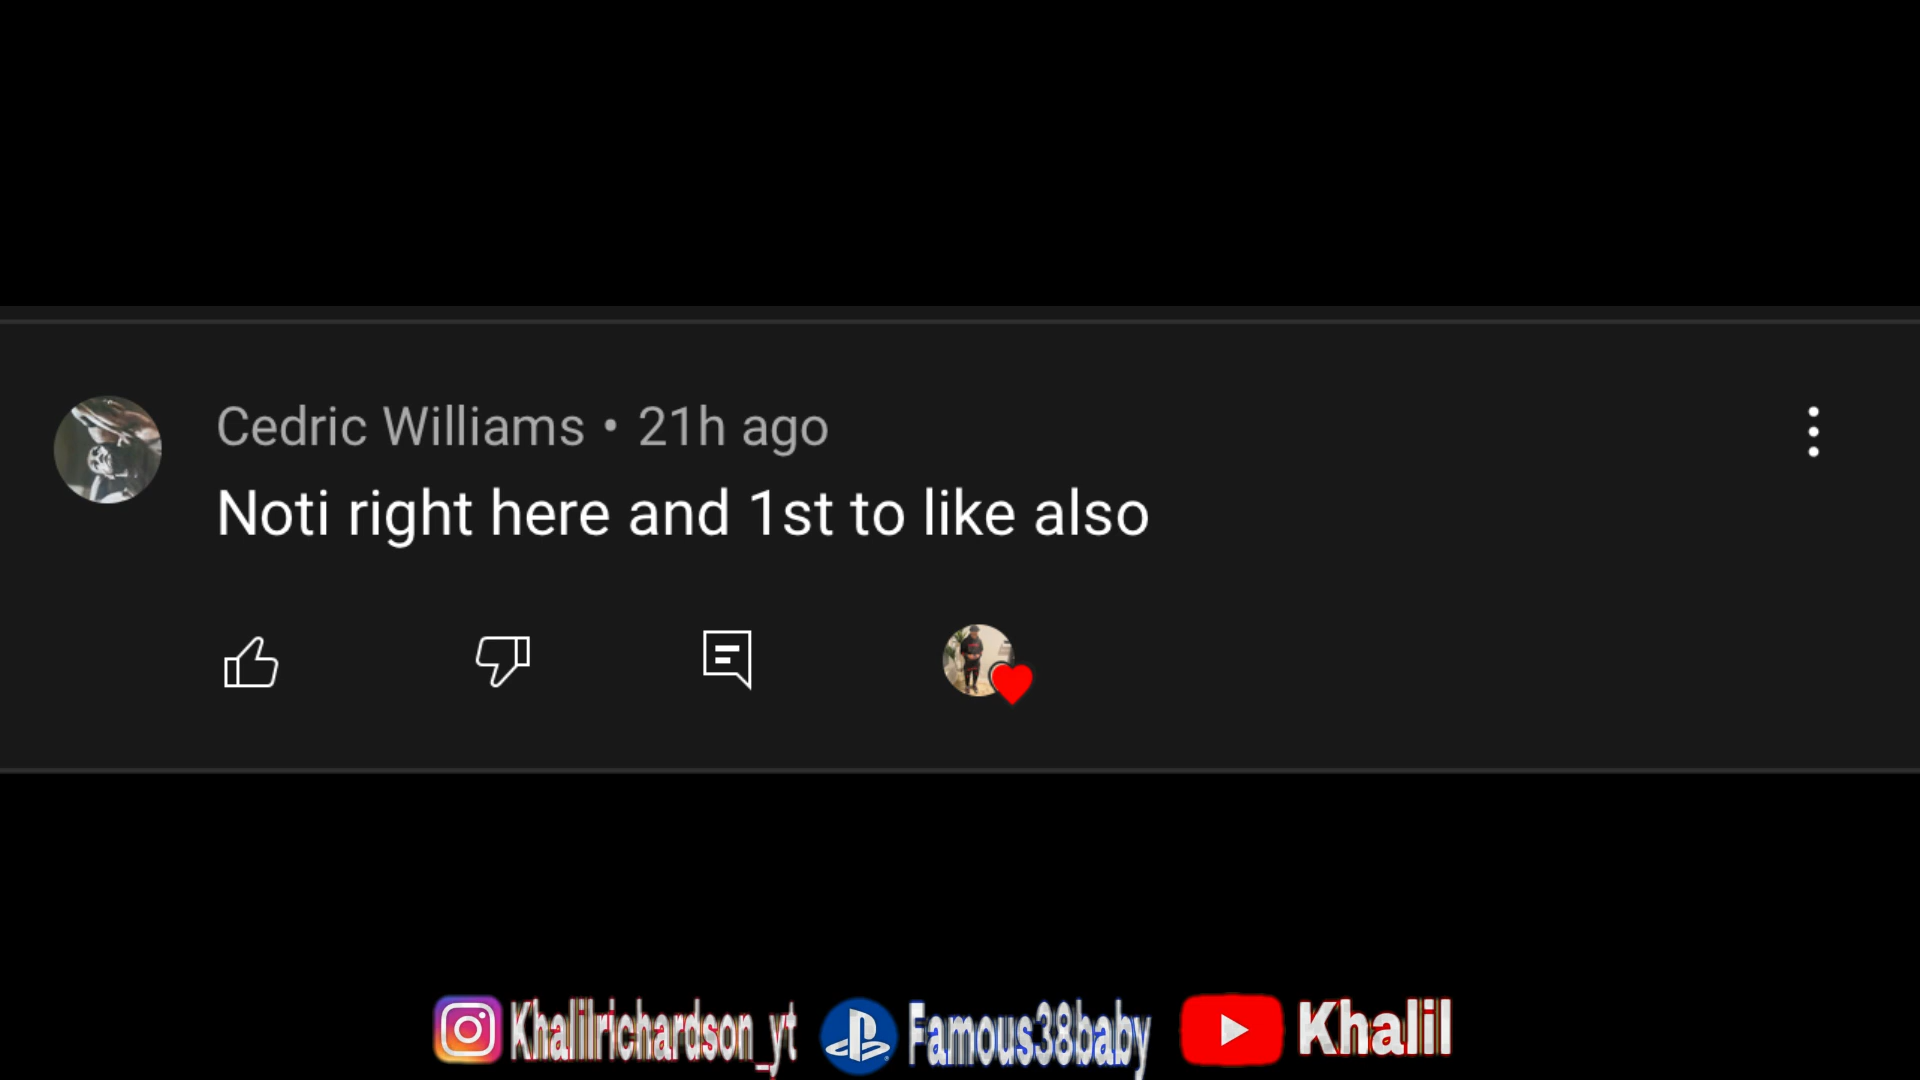 Cedric Williams • 21h ago
Noti right here and 1st to like also
Khalilrichardson_yt Famous38baby Khalil